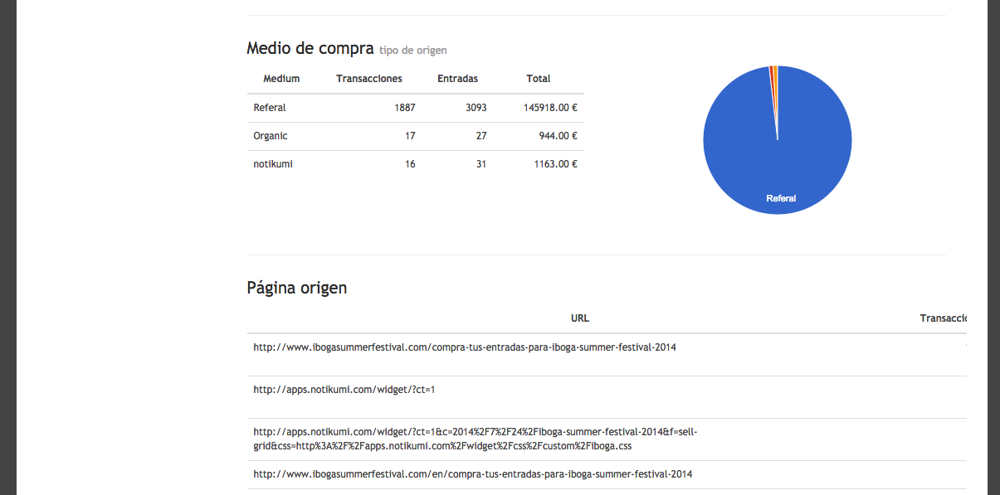 Medio de compra tipo de origen
Medium Transacciones Entradas Total
Referal 1887 3093 145918.00 €
Organic 17 27 944.00 €
notikumi 16 31 1163.00 €
Referal
Página origen
URL Transaccio
http://www.ibogasummerfestival.com/compra-tus-entradas-para-iboga-summer-festival-2014
http://apps.notikumi.com/widget/?ct=1
http://apps.notikumi.com/widget/?ct=1&c=2014%2F7%2F24%2Fiboga-summer-festival-2014&f=sell-
grid&css=http%3A%2F%2Fapps.notikumi.com%2Fwidget%2Fcss%2Fcustom%2Fiboga.css
http://www.ibogasummerfestival.com/en/compra-tus-entradas-para-iboga-summer-festival-2014